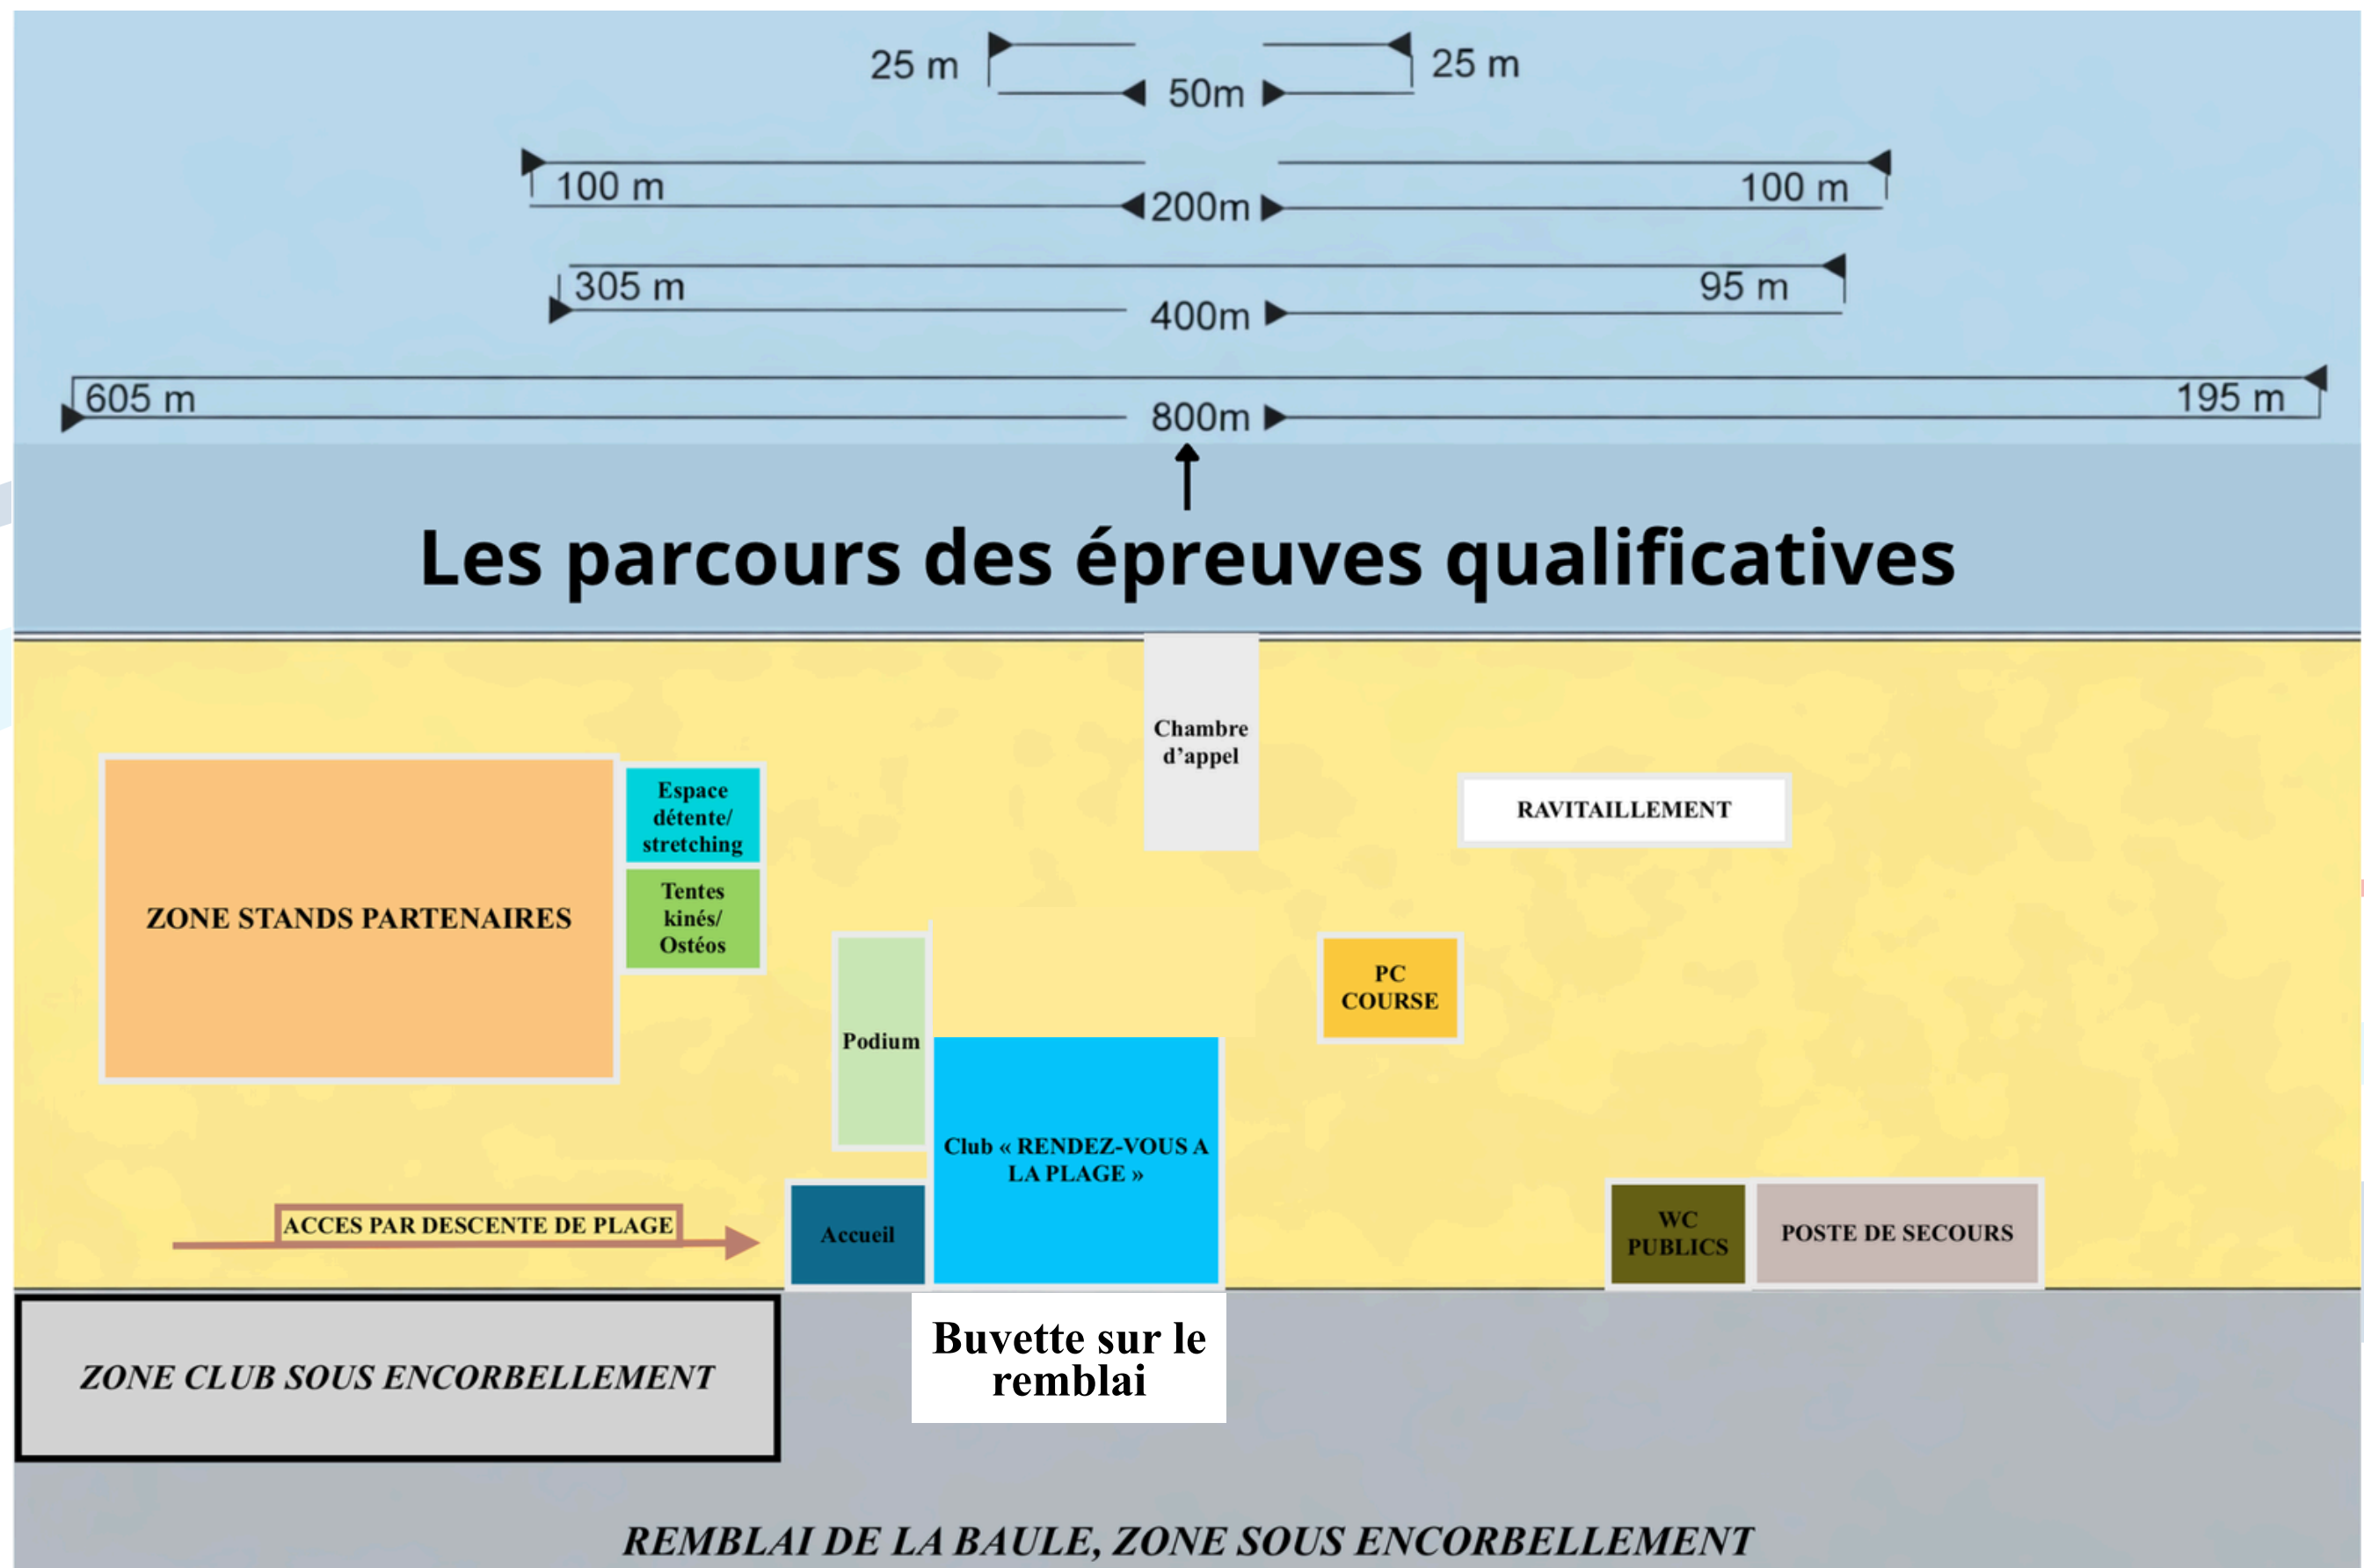 25 m
25 m
50m
100 m
100 m
200m
305 m
95 m
400m
605 m
195 m
800m
Les parcours des épreuves qualificatives
Chambre
d’appel
Espace
détente/
stretching
RAVITAILLEMENT
ZONE STANDS PARTENAIRES
Tentes
kinés/
Ostéos
PC
COURSE
Podium
Club « RENDEZ-VOUS A
LA PLAGE »
ACCES PAR DESCENTE DE PLAGE
Accueil
WC
PUBLICS
POSTE DE SECOURS
Buvette sur le
remblai
ZONE CLUB SOUS ENCORBELLEMENT
REMBLAI DE LA BAULE, ZONE SOUS ENCORBELLEMENT